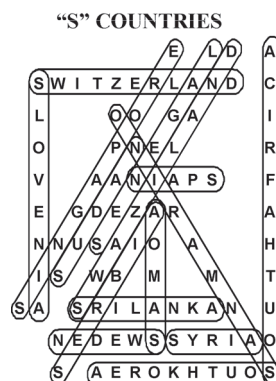 “S” COUNTRIES
E L D A
S W I T Z E R L A N D C
L O O G A I
O P N E L R
V A A N I A P S F
E G D E Z A R A
N N U S A I O A H
I S W B M M T
S A S R I L A N K A N U
N E D E W S S Y R I A O
S A E R O K H T U O S